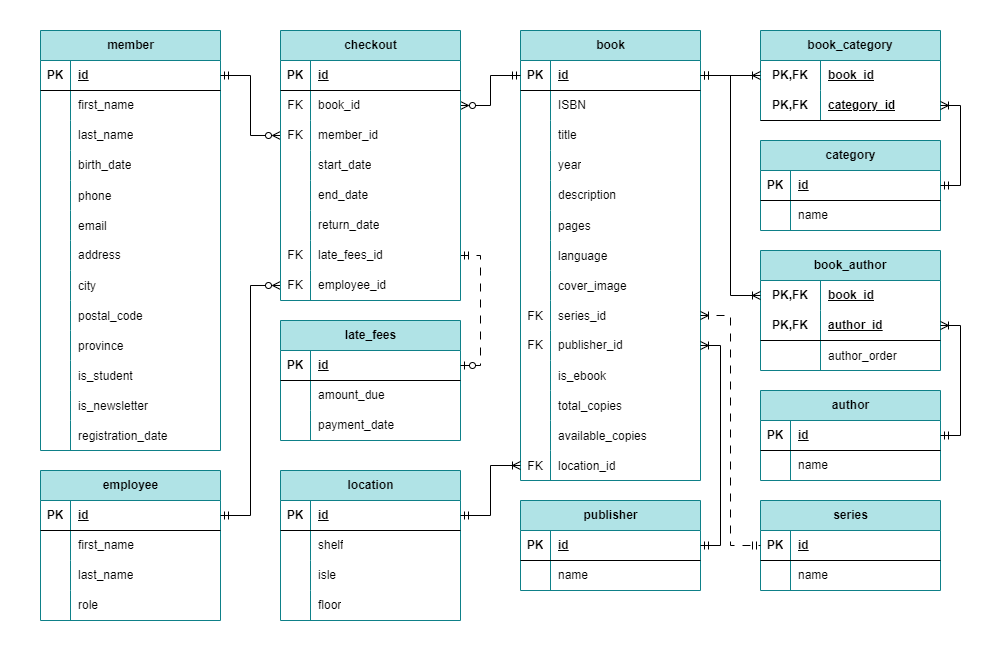 member
PK id
first_name
last_name
birth_date
phone
email
address
city
postal_code
province
is_student
is_newsletter
registration_date
employee
PK id
first_name
last_name
role
checkout
PK id
FK book_id
FK member_id
start_date
end_date
return_date
FK late_fees_id
FK employee_id
late_fees
PK id
amount_due
payment_date
location
PK id
shelf
isle
floor
book
PK id
ISBN
title
year
description
pages
language
cover_image
FK series_id
FK publisher_id
is_ebook
total_copies
available_copies
FK location_id
publisher
PK id
name
book_category
PK,FK book_id
PK,FK category_id
category
PK id
name
book_author
PK,FK book_id
PK,FK author_id
author_order
author
PK id
name
series
PK id
name